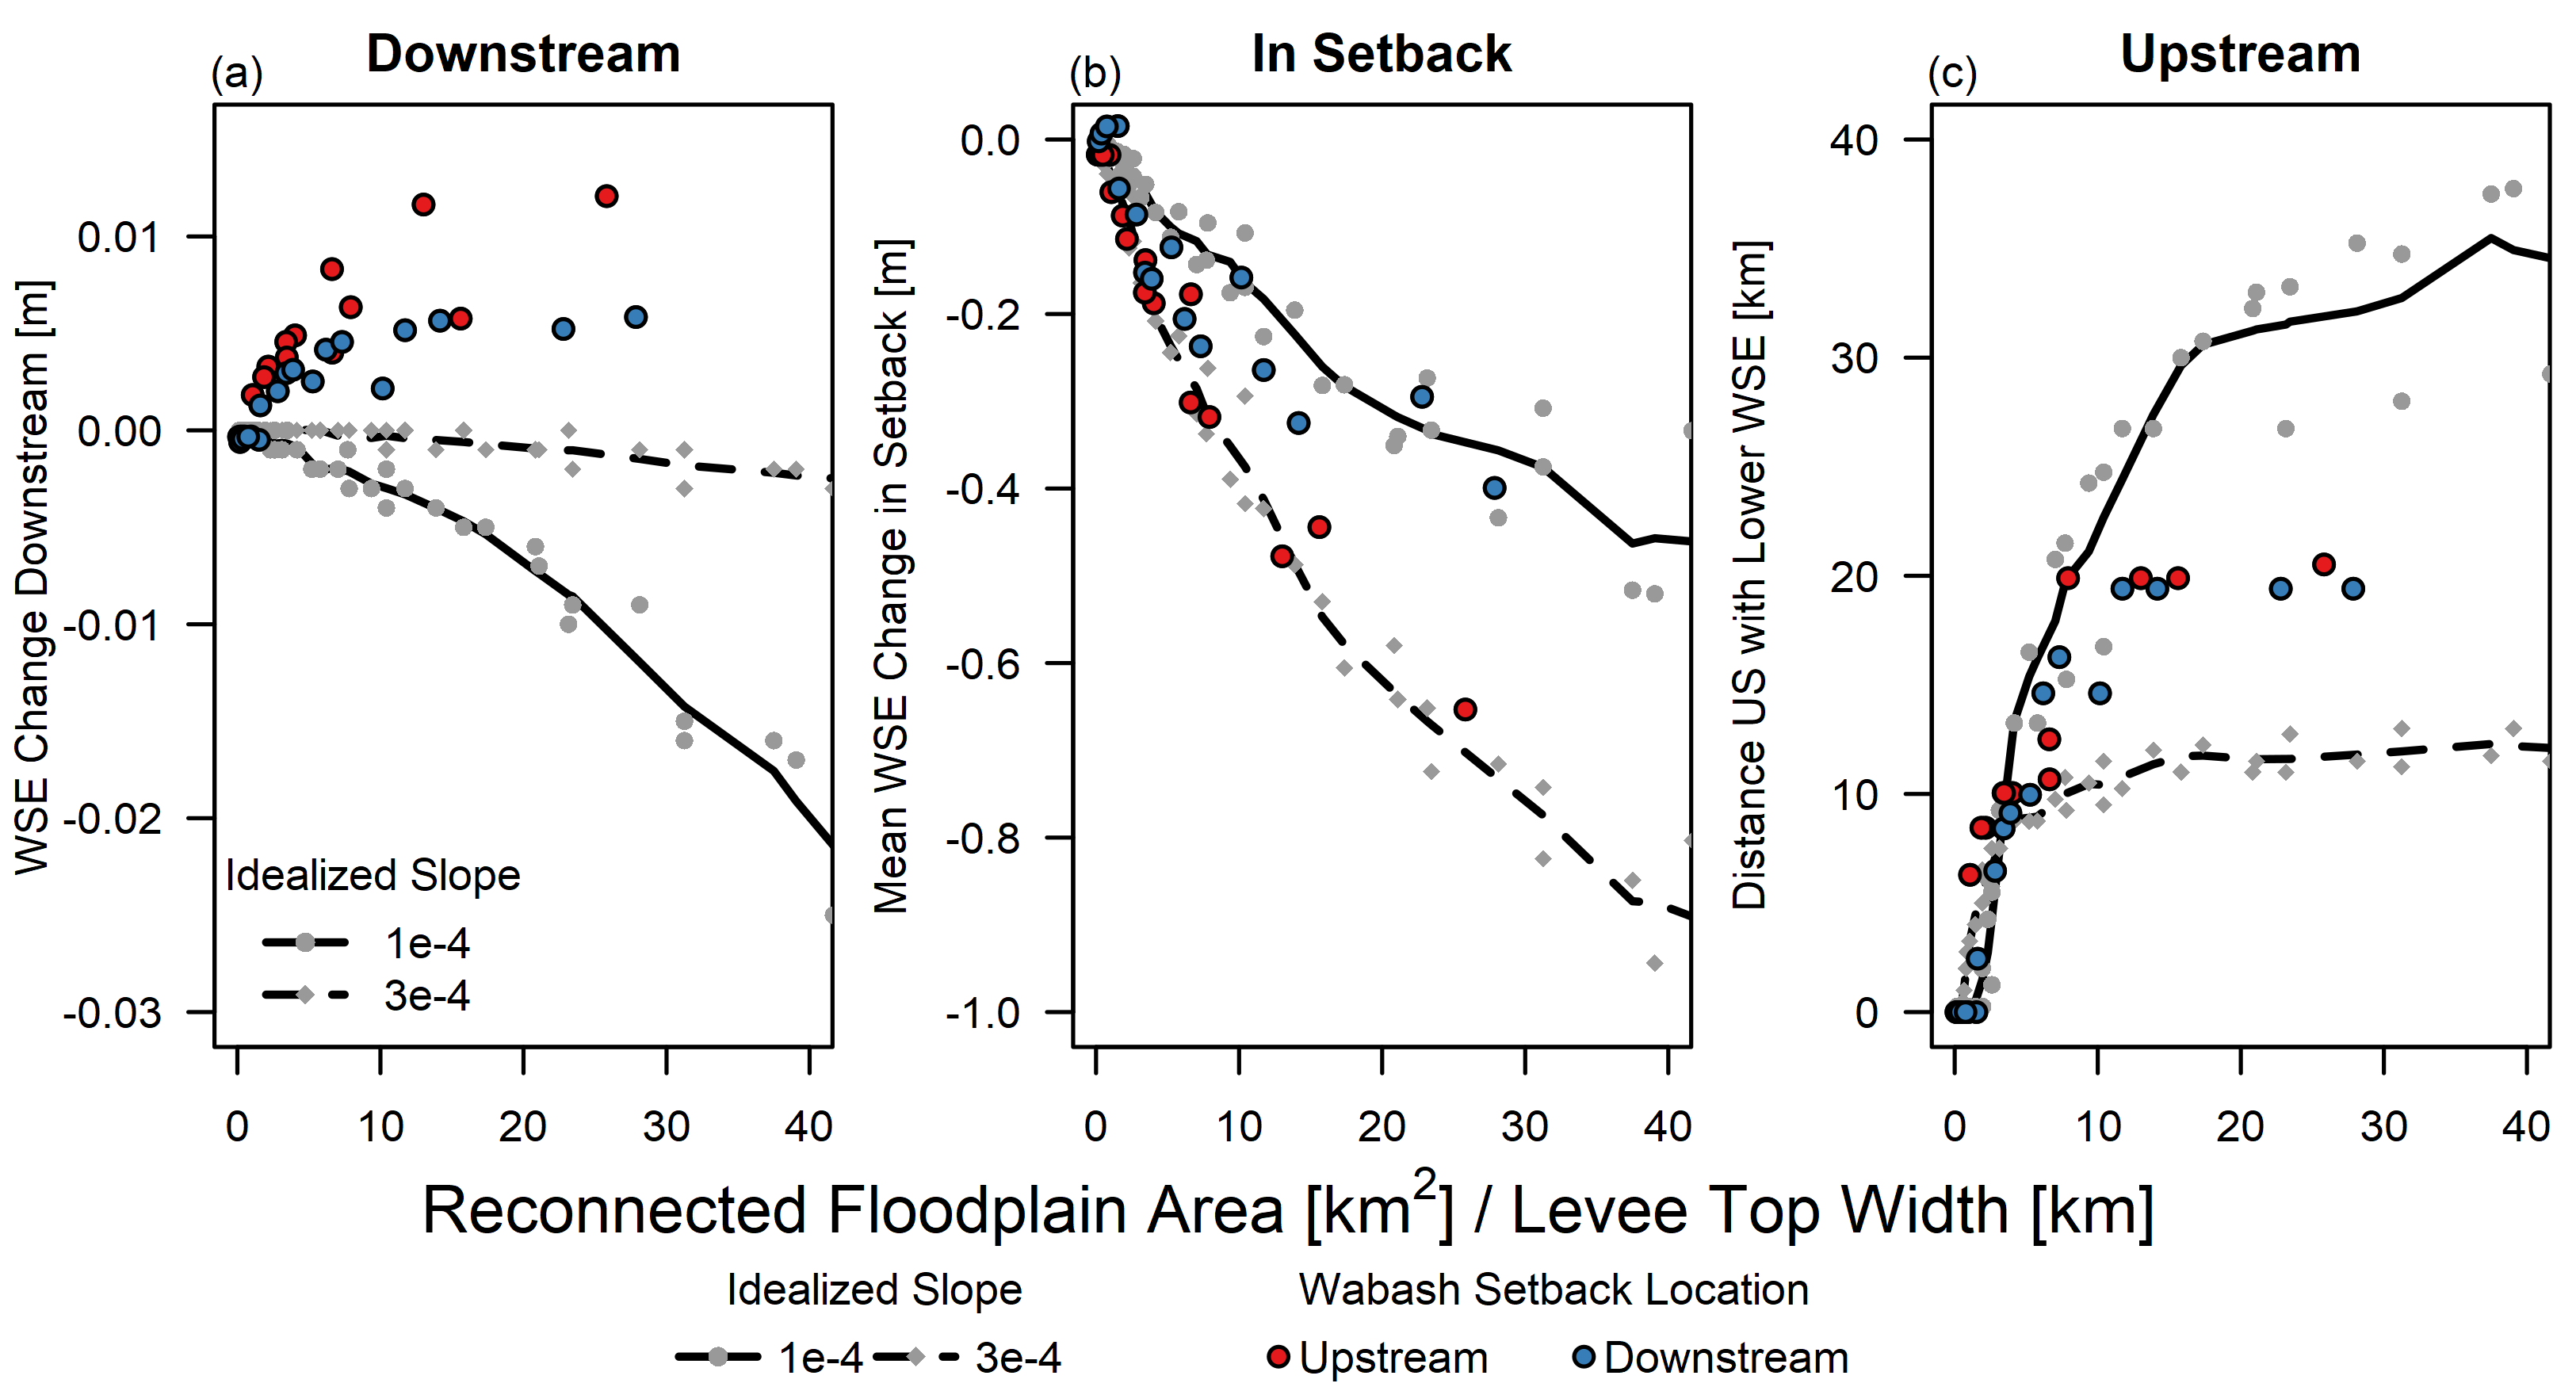 Downstream
In Setback
Upstream
(a)
(b)
(c)
WSE Change Downstream [m]
0.01
0.00
-0.01
-0.02
-0.03
Idealized Slope
1e-4
3e-4
0 10 20 30 40
Mean WSE Change in Setback [m]
0.0
-0.2
-0.4
-0.6
-0.8
-1.0
0 10 20 30 40
Distance US with Lower WSE [km]
40
30
20
10
0
0 10 20 30 40
Reconnected Floodplain Area [km²] / Levee Top Width [km]
Idealized Slope
1e-4 3e-4
Wabash Setback Location
Upstream Downstream